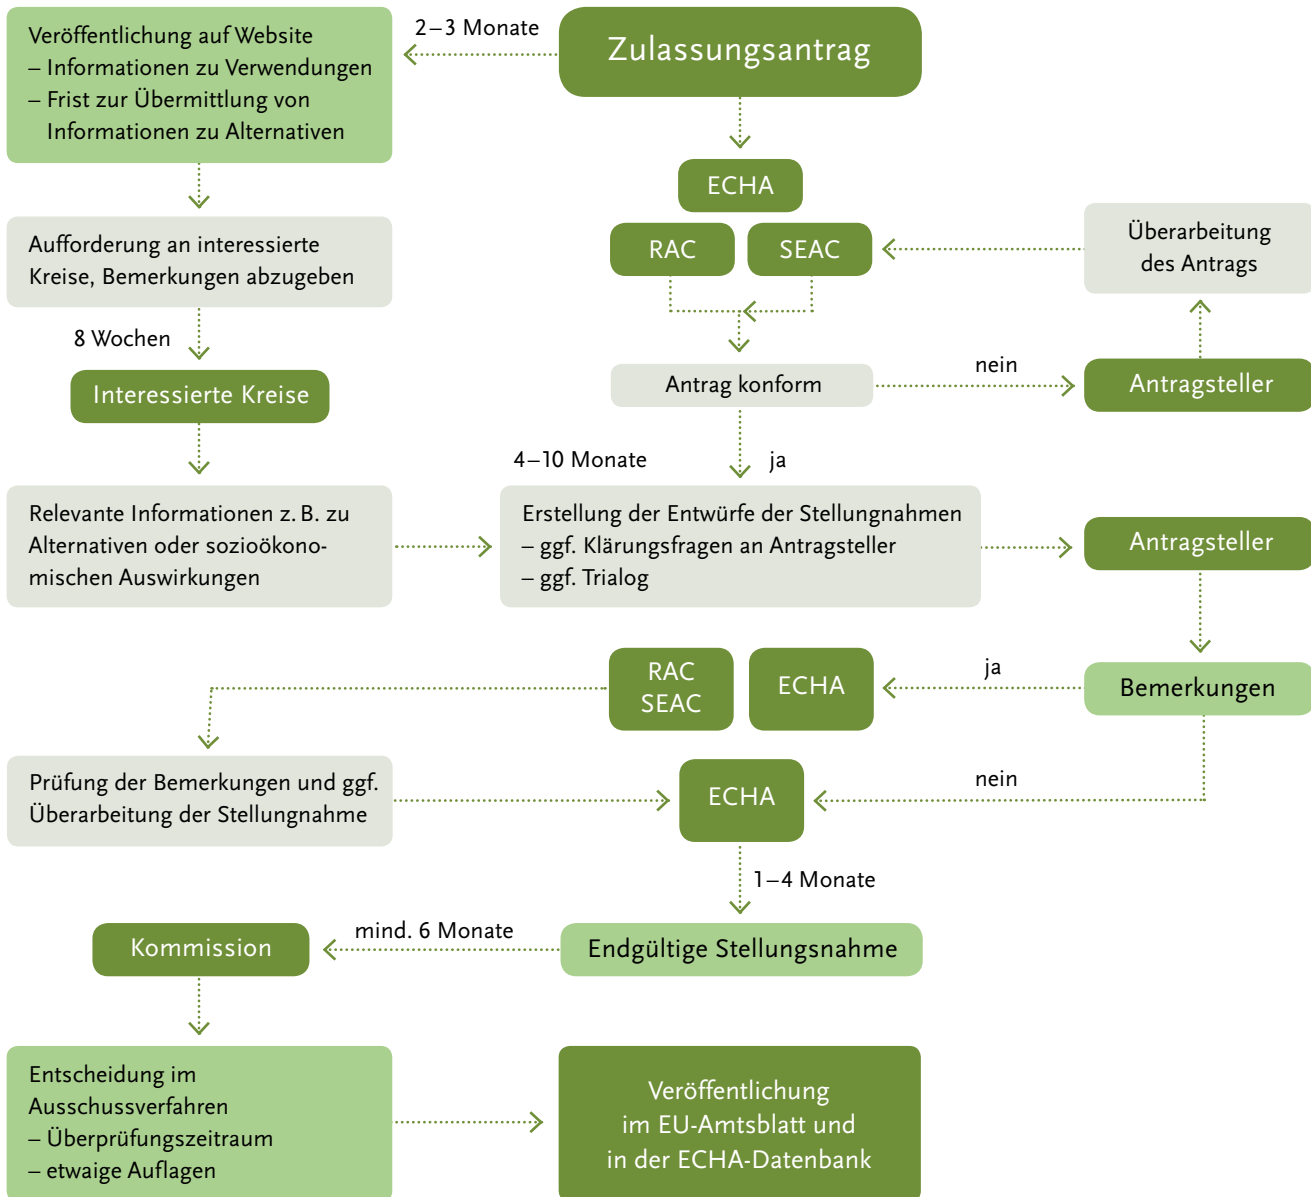 Veröffentlichung auf Website
– Informationen zu Verwendungen
– Frist zur Übermittlung von
Informationen zu Alternativen
2–3 Monate
Zulassungsantrag
ECHA
RAC
SEAC
Überarbeitung
des Antrags
Aufforderung an interessierte
Kreise, Bemerkungen abzugeben
8 Wochen
Interessierte Kreise
Antrag konform
nein
Antragsteller
4–10 Monate
ja
Relevante Informationen z. B. zu
Alternativen oder sozioökono-
mischen Auswirkungen
Erstellung der Entwürfe der Stellungnahmen
– ggf. Klärungsfragen an Antragsteller
– ggf. Trialog
Antragsteller
RAC
SEAC
ECHA
ja
Bemerkungen
Prüfung der Bemerkungen und ggf.
Überarbeitung der Stellungnahme
ECHA
nein
1–4 Monate
Kommission
mind. 6 Monate
Endgültige Stellungsnahme
Entscheidung im
Ausschussverfahren
– Überprüfungszeitraum
– etwaige Auflagen
Veröffentlichung
im EU-Amtsblatt und
in der ECHA-Datenbank